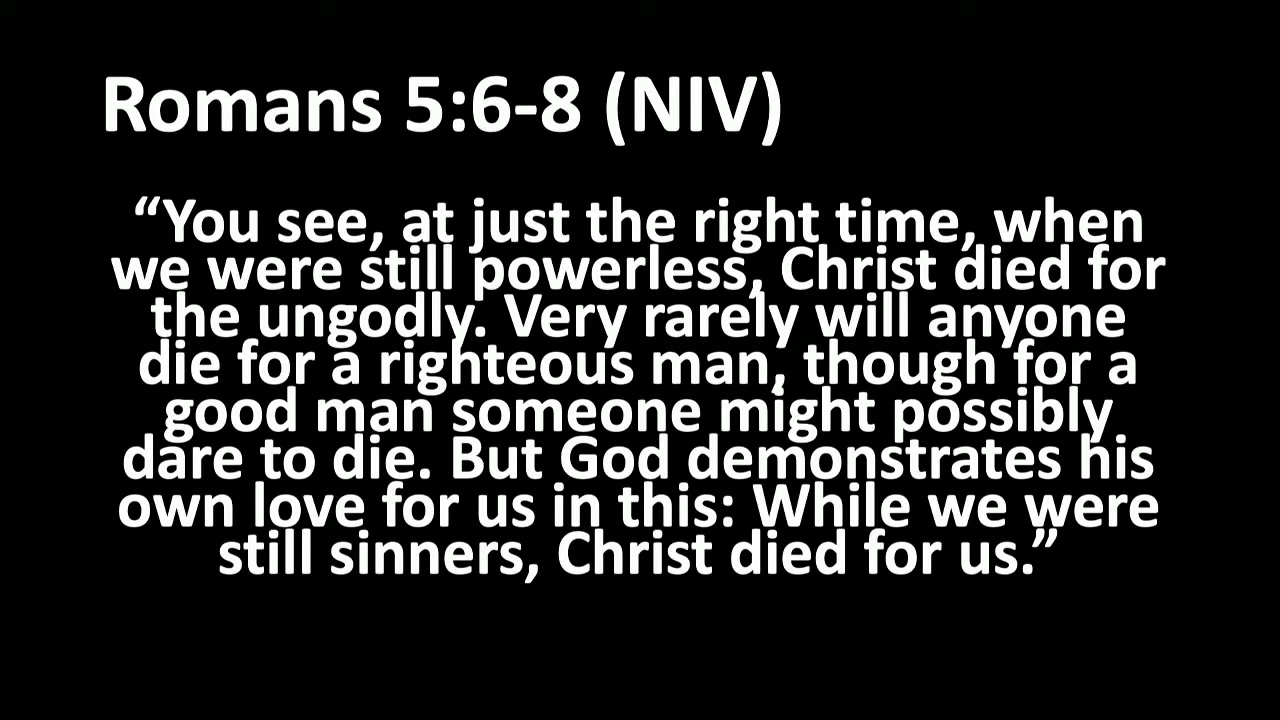 Romans 5:6-8 (NIV)
“You see, at just the right time, when
we were still powerless, Christ died for
the ungodly. Very rarely will anyone
die for a righteous man, though for a
good man someone might possibly
dare to die. But God demonstrates his
own love for us in this: While we were
still sinners, Christ died for us.”